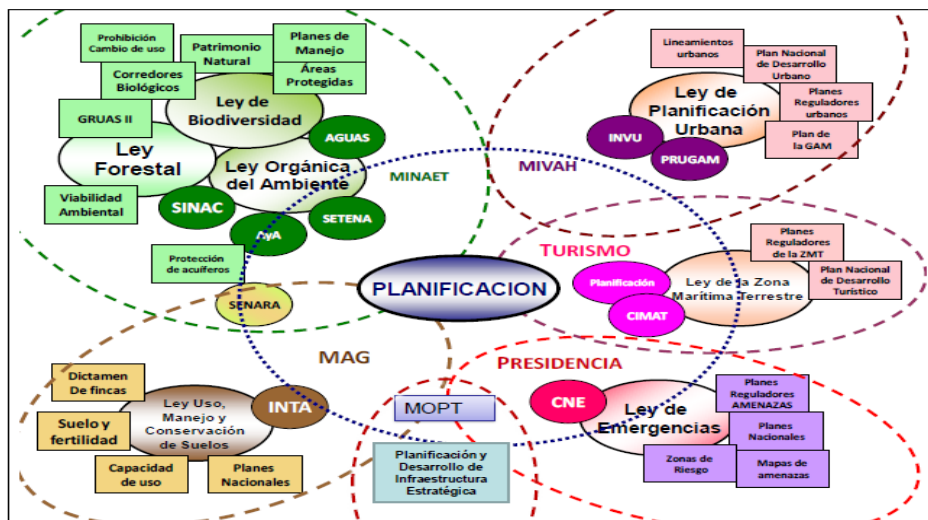 Prohibición
Cambio de uso
Patrimonio
Natural
Planes de
Manejo
Corredores
Biológicos
Áreas
Protegidas
GRUAS II
Ley de
Biodiversidad
AGUAS
Ley
Forestal
Ley Orgánica
del Ambiente
MINAET
Viabilidad
Ambiental
SINAC
AyA
SETENA
Protección
de acuíferos
SENARA
Lineamientos
urbanos
Plan Nacional
de Desarrollo
Urbano
Ley de
Planificación
Urbana
Planes
Reguladores
urbanos
INVU
PRUGAM
Plan de
la GAM
MIVAH
TURISMO
Planes
Reguladores
de la ZMT
Planificación
Ley de la Zona
Marítima Terrestre
Plan Nacional
de Desarrollo
Turístico
CIMAT
PLANIFICACION
MAG
Dictamen
De fincas
Ley Uso,
Manejo y
Conservación
de Suelos
INTA
Suelo y
fertilidad
Capacidad
de uso
Planes
Nacionales
MOPT
Planificación y
Desarrollo de
Infraestructura
Estratégica
PRESIDENCIA
CNE
Ley de
Emergencias
Planes
Reguladores
AMENAZAS
Planes
Nacionales
Zonas de
Riesgo
Mapas de
amenazas